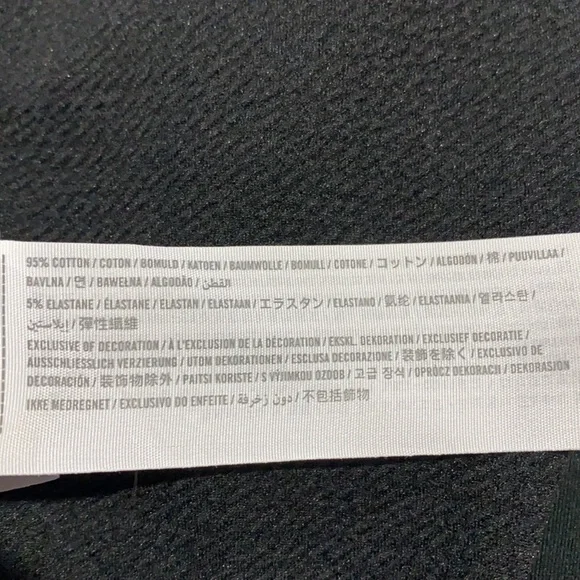 95% COTTON / COTON / BOMULD / KATOEN / BAUMWOLLE / BOMULL / COTONE / コットン / ALGODÓN / 棉 / PUUVILLAA /
BAVLNA / 면 / BAWEŁNA / ALGODÃO / القطن
5% ELASTANE / ÉLASTANE / ELASTAN / ELASTAAN / エラスタン / ELASTANO / 氨纶 / ELASTAANIA / 엘라스탄 /
إيلاستين / 彈性纖維
EXCLUSIVE OF DECORATION / À L'EXCLUSION DE LA DÉCORATION / EKSKL. DEKORATION / EXCLUSIEF DECORATIE /
AUSSCHLIESSLICH VERZIERUNG / UTOM DEKORATIONEN / ESCLUSA DECORAZIONE / 装飾を除く / EXCLUSIVO DE
DECORACIÓN / 装饰物除外 / PAITSI KORISTE / S VÝJIMKOU OZDOB / 고급 장식 / OPRÓCZ DEKORACJI / DEKORASJON
IKKE MEDREGNET / EXCLUSIVO DO ENFEITE / دون زخرفة / 不包括飾物